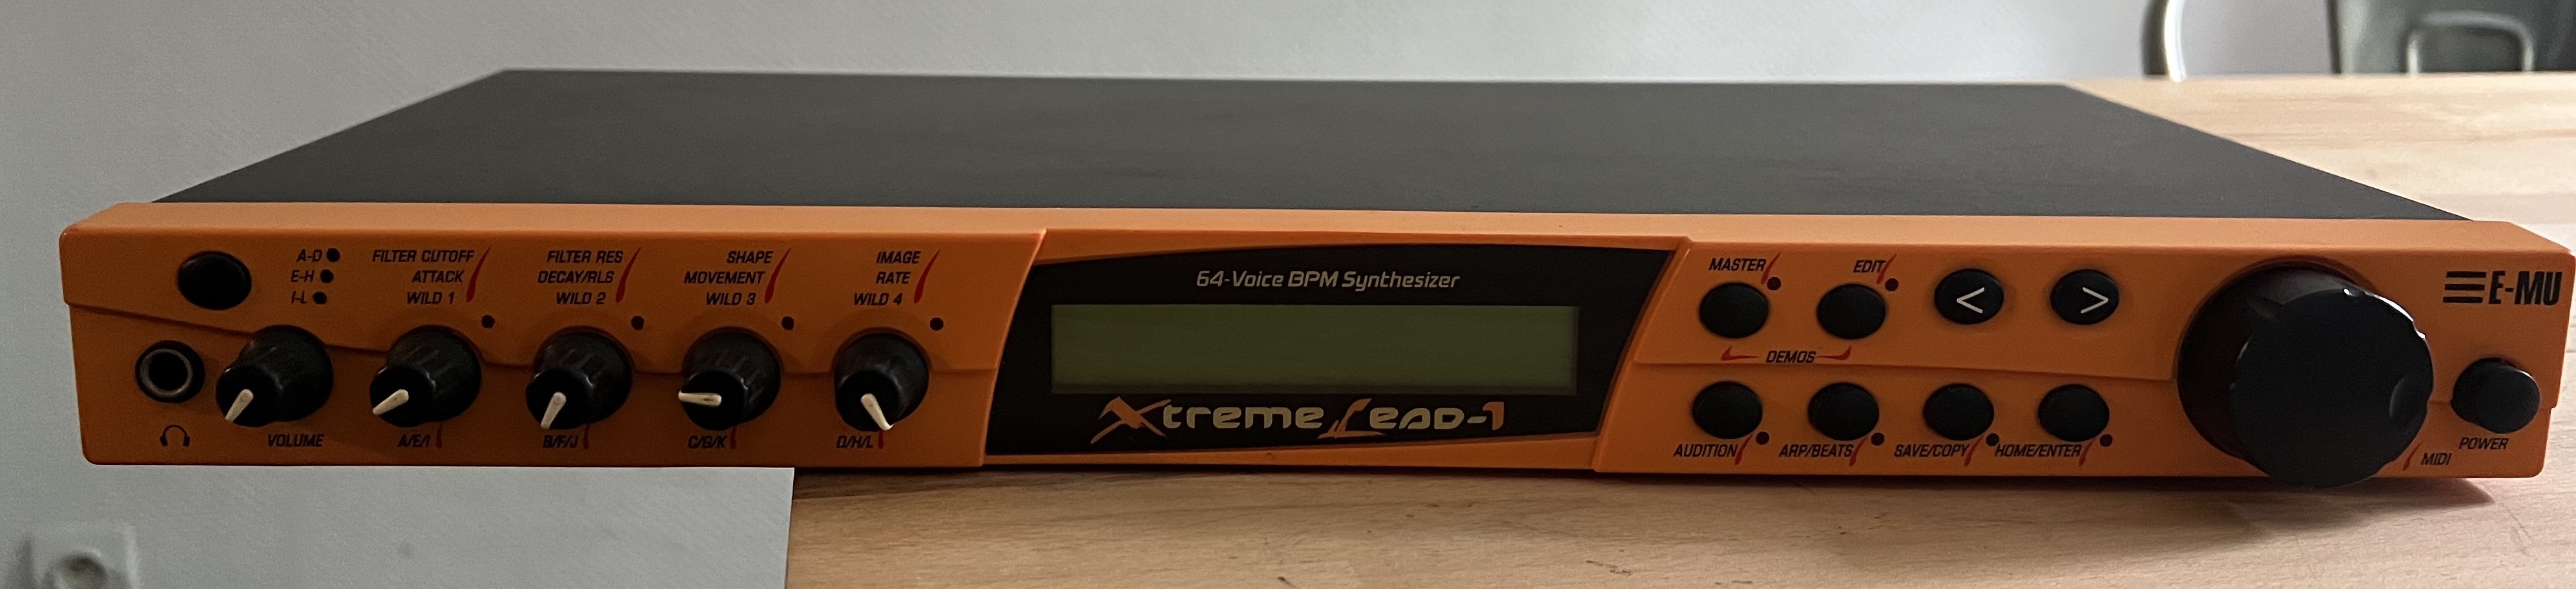 A-D
E-H
I-L
FILTER CUTOFF
ATTACK
WILD 1
FILTER RES
DECAY/RLS
WILD 2
SHAPE
MOVEMENT
WILD 3
IMAGE
RATE
WILD 4
VOLUME
A/E/I
B/F/J
C/G/K
D/H/L
64-Voice BPM Synthesizer
Xtreme Lead-1
MASTER
EDIT
<
>
DEMOS
AUDITION
ARP/BEATS
SAVE/COPY
HOME/ENTER
E-MU
POWER
MIDI